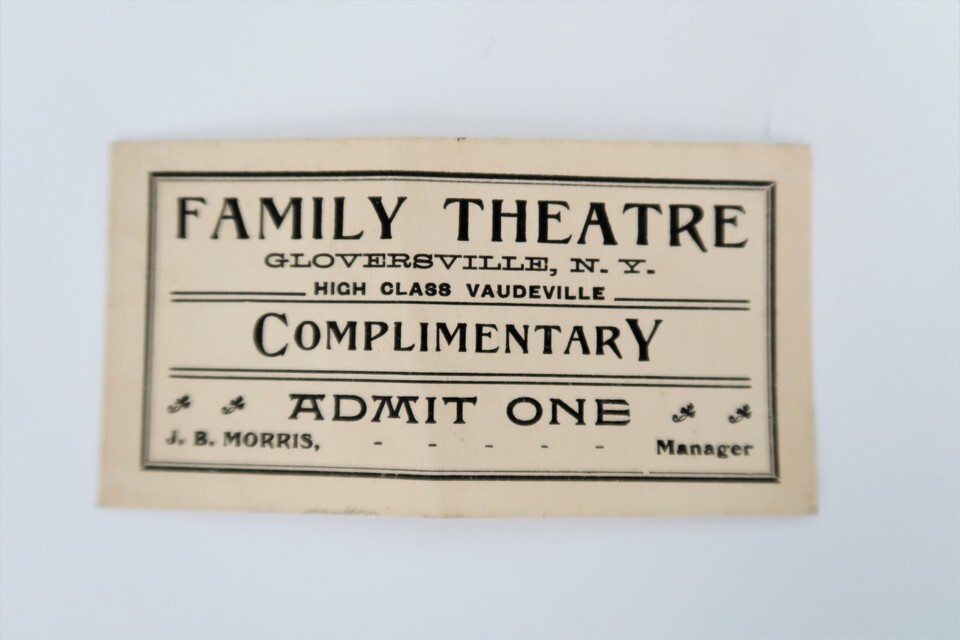 FAMILY THEATRE
GLOVERSVILLE, N. Y.
HIGH CLASS VAUDEVILLE
COMPLIMENTARY
ADMIT ONE
J. B. MORRIS, - - - - - Manager